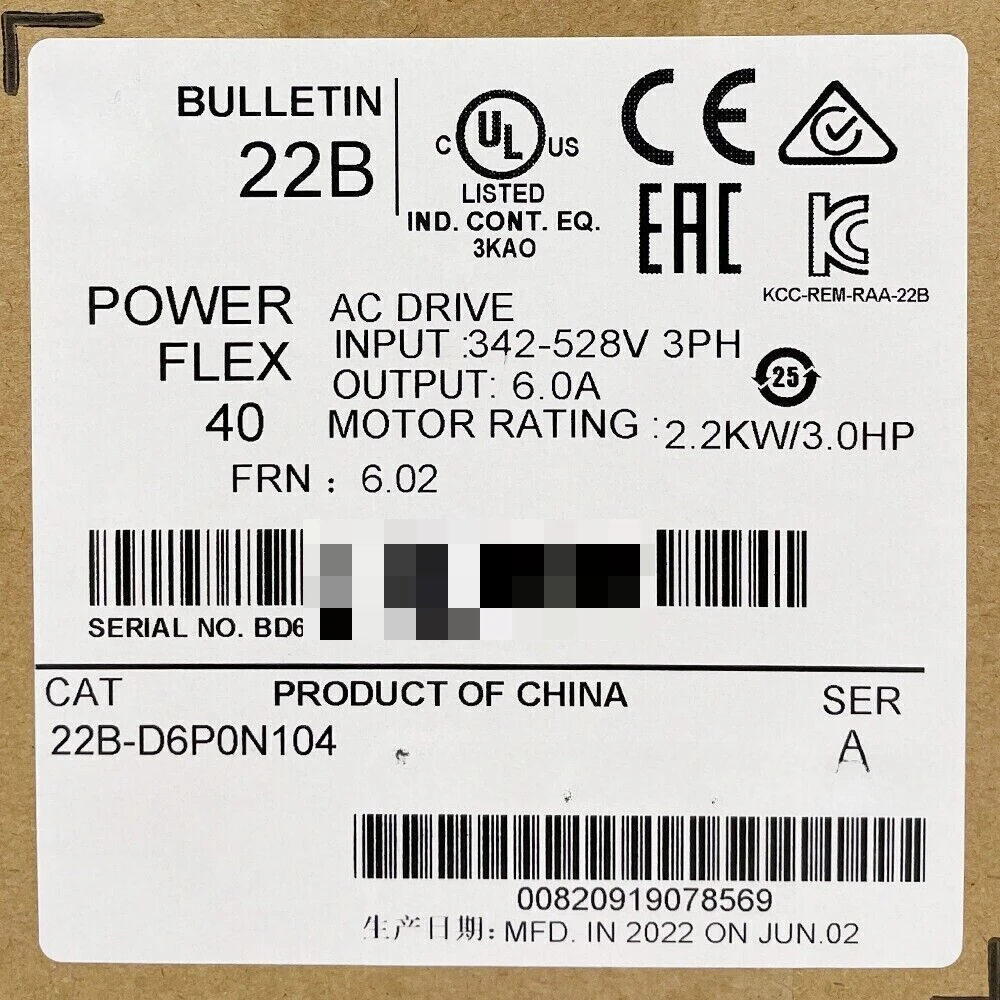 BULLETIN
22B
C UL US
LISTED
IND. CONT. EQ.
3KAO
CE
EAC
KC
KCC-REM-RAA-22B
POWER
FLEX
40
AC DRIVE
INPUT :342-528V 3PH
OUTPUT: 6.0A
MOTOR RATING :2.2KW/3.0HP
25
FRN : 6.02
SERIAL NO. BD6
CAT
PRODUCT OF CHINA
SER
22B-D6P0N104
A
00820919078569
生产日期: MFD. IN 2022 ON JUN.02